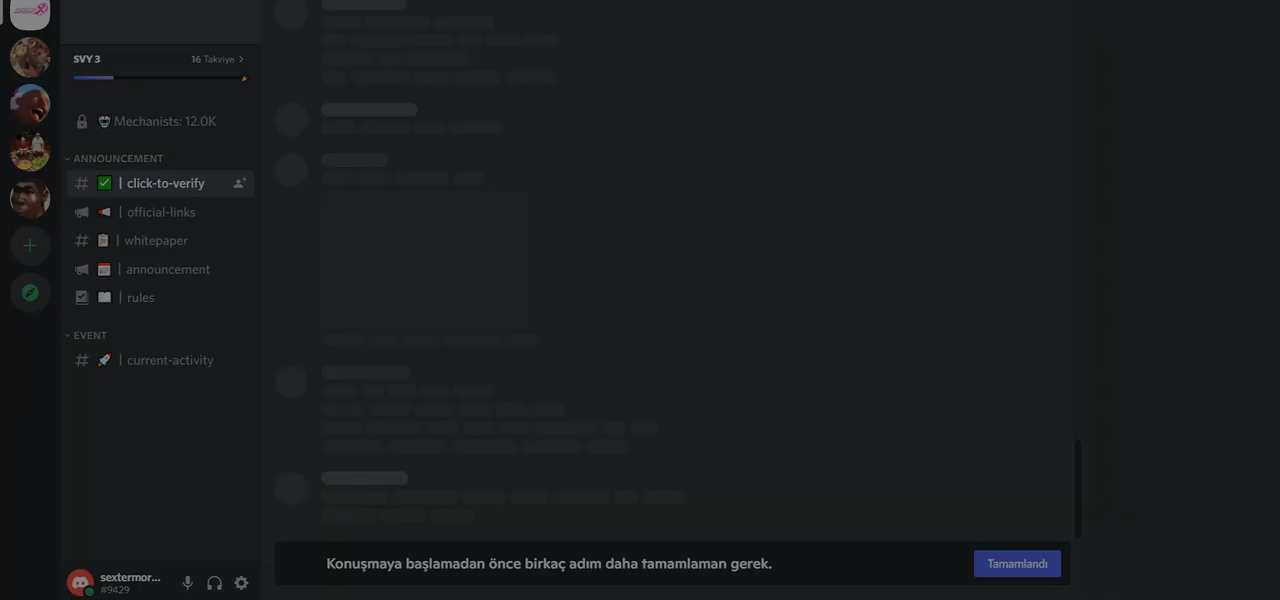 SVY 3
16 Takviye
Mechanists: 12.0K
ANNOUNCEMENT
| click-to-verify
| official-links
| whitepaper
| announcement
| rules
EVENT
| current-activity
Konuşmaya başlamadan önce birkaç adım daha tamamlaman gerek.
Tamamlandı
sextermor...
#9429